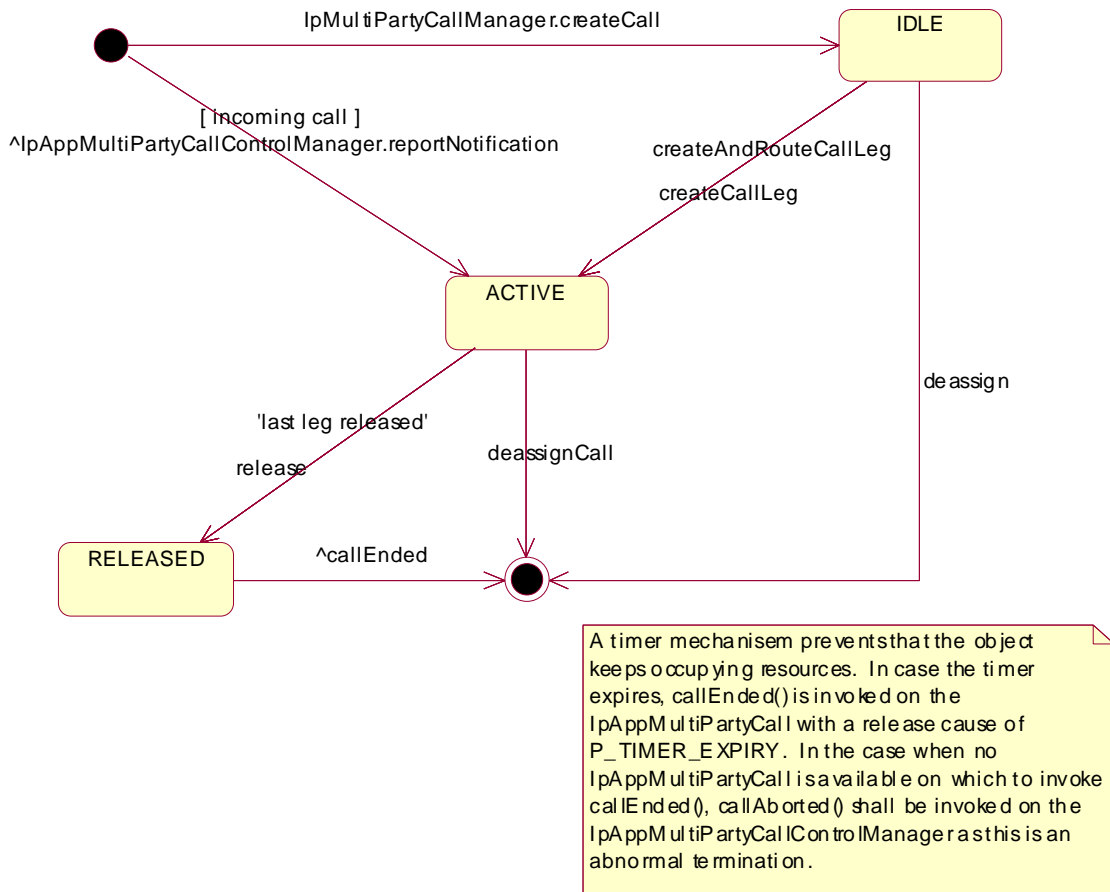 IpMultiPartyCallManager.createCall
IDLE
[ incoming call ]
^IpAppMultiPartyCallControlManager.reportNotification
createAndRouteCallLeg
createCallLeg
ACTIVE
deassign
'last leg released'
release
deassignCall
RELEASED
^callEnded
A timer mechanisem prevents that the object
keeps occupying resources. In case the timer
expires, callEnded() is invoked on the
IpAppMultiPartyCall with a release cause of
P_TIMER_EXPIRY. In the case when no
IpAppMultiPartyCall is available on which to invoke
callEnded(), callAborted() shall be invoked on the
IpAppMultiPartyCallControlManager as this is an
abnormal termination.